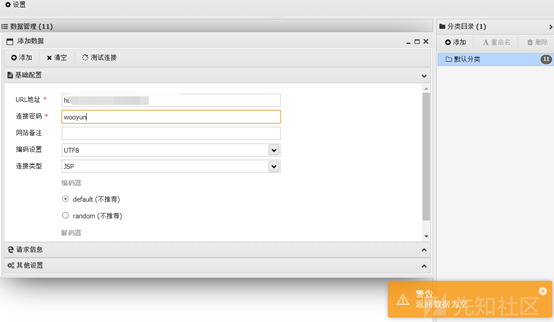 设置
数据管理 (11)
添加数据
添加
清空
测试连接
基础配置
URL地址 *
连接密码 *
wooyun
网站备注
编码设置
UTF8
连接类型
JSP
编码器
default (不推荐)
random (不推荐)
解码器
请求信息
其他设置
分类目录 (1)
添加
重命名
删除
默认分类
11
警告
返回数据为空
先知社区